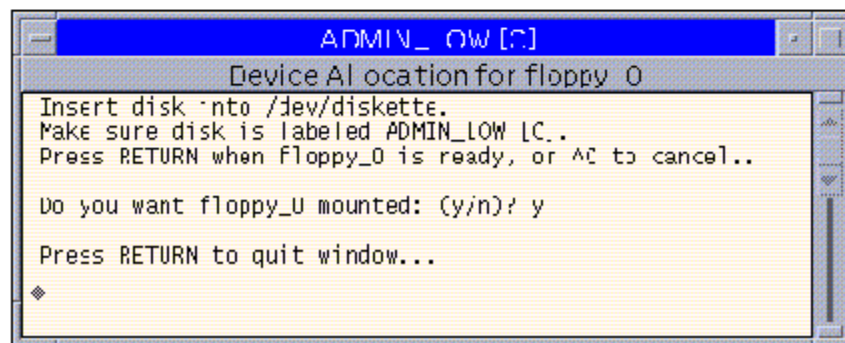 ADMIN_LOW [C]
Device Allocation for floppy_0
Insert disk into /dev/diskette.
Make sure disk is labeled ADMIN_LOW [C].
Press RETURN when floppy_0 is ready, or ^C to cancel..
Do you want floppy_0 mounted: (y/n)? y
Press RETURN to quit window...